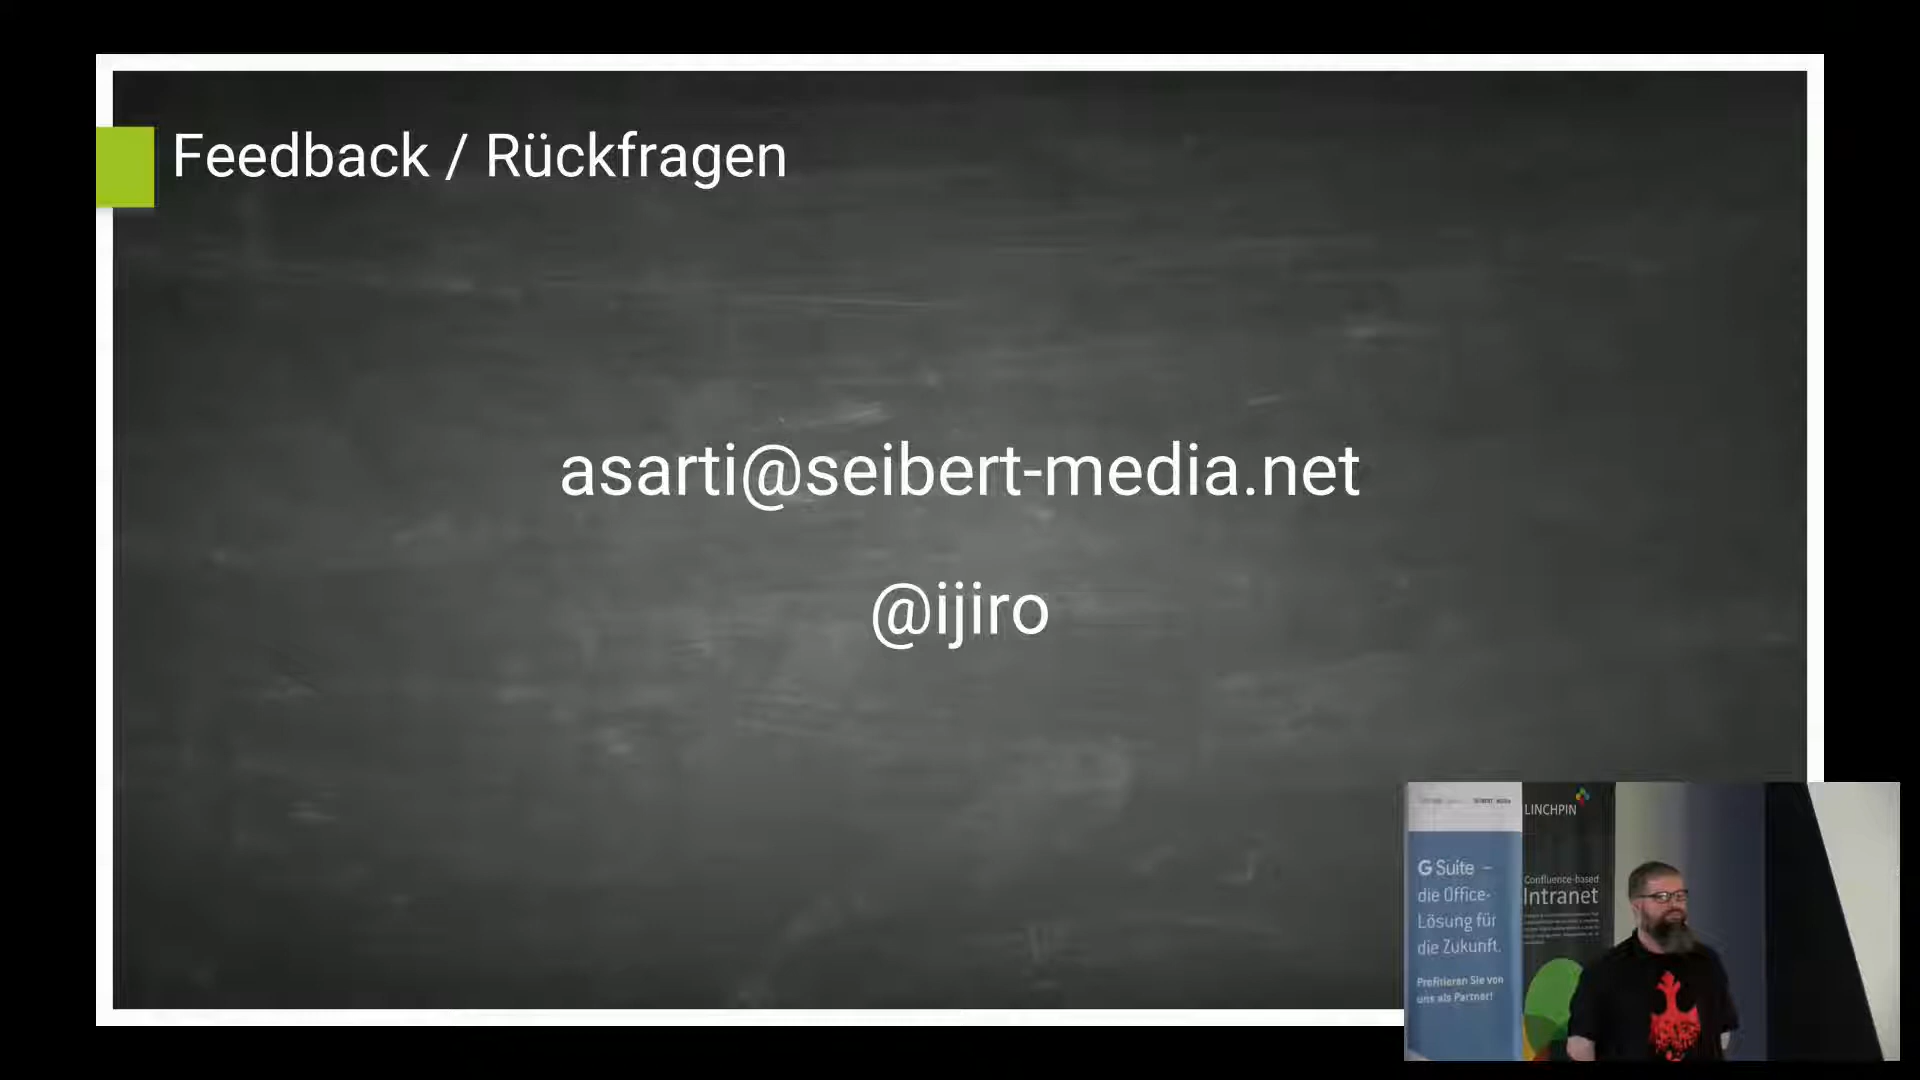 Feedback / Rückfragen
asarti@seibert-media.net
@ijiro
LINCHPIN
G Suite –
die Office-
Lösung für
die Zukunft.
Profitieren Sie von
uns als Partner!
Confluence-based
Intranet